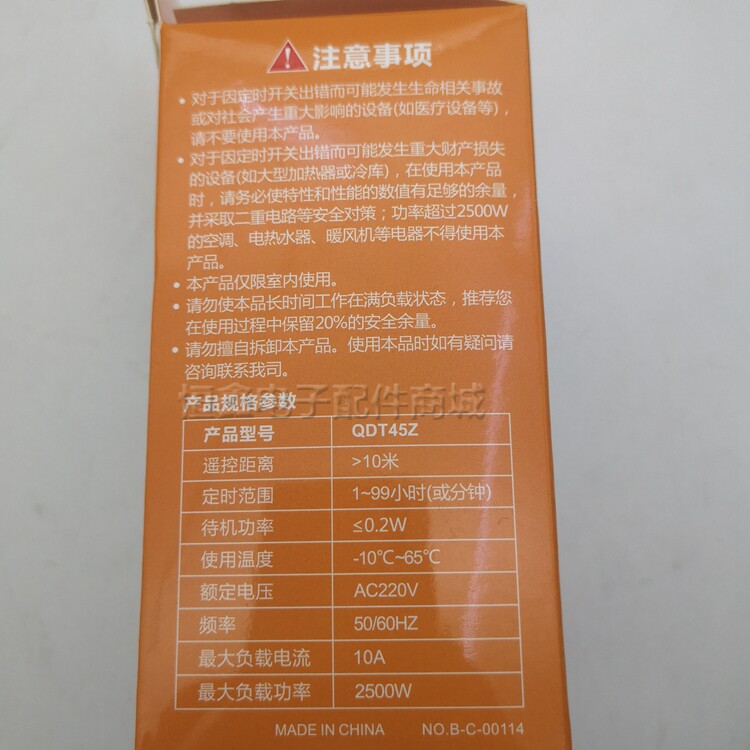 注意事项
• 对于因定时开关出错而可能发生生命相关事故
或对社会产生重大影响的设备(如医疗设备等)，
请不要使用本产品。
• 对于因定时开关出错而可能发生重大财产损失
的设备(如大型加热器或冷库)，在使用本产品
时，请务必使特性和性能的数值有足够的余量，
并采取二重电路等安全对策；功率超过2500W
的空调、电热水器、暖风机等电器不得使用本
产品。
• 本产品仅限室内使用。
• 请勿使本品长时间工作在满负载状态，推荐您
在使用过程中保留20%的安全余量。
• 请勿擅自拆卸本产品。使用本品时如有疑问请
咨询联系我司。
恒鑫电子配件商城
产品规格参数
产品型号 QDT45Z
遥控距离 >10米
定时范围 1~99小时(或分钟)
待机功率 ≤0.2W
使用温度 -10℃~65℃
额定电压 AC220V
频率 50/60HZ
最大负载电流 10A
最大负载功率 2500W
MADE IN CHINA NO.B-C-00114